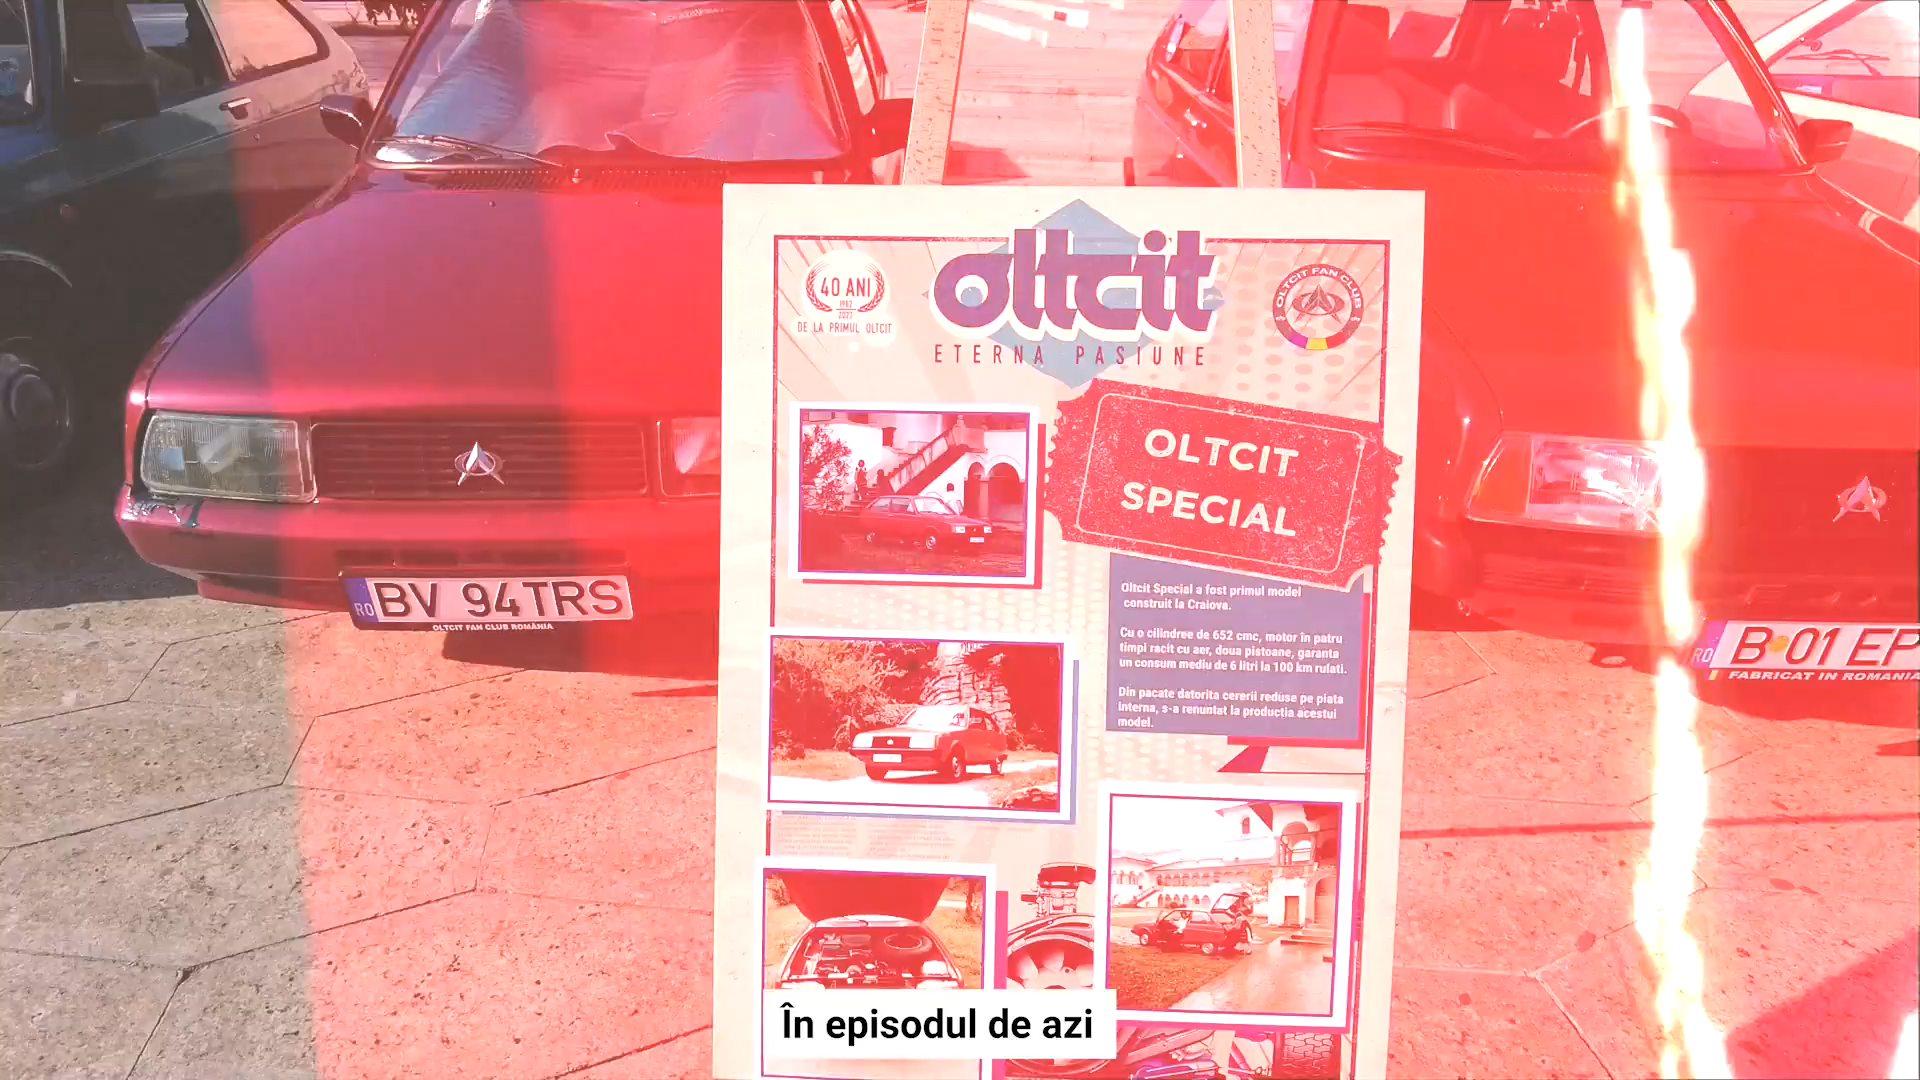 oltcit
ETERNA PASIUNE
40 ANI
1982
2022
DE LA PRIMUL OLTCIT
OLTCIT FAN CLUB
OLTCIT
SPECIAL
Oltcit Special a fost primul model
construit la Craiova.
Cu o cilindree de 652 cmc, motor în patru
timpi racit cu aer, doua pistoane, garanta
un consum mediu de 6 litri la 100 km rulati.
Din pacate datorita cererii reduse pe piata
interna, s-a renuntat la productia acestui
model.
RO BV 94 TRS
OLTCIT FAN CLUB ROMÂNIA
RO B 01 EP
FABRICAT IN ROMANIA
În episodul de azi